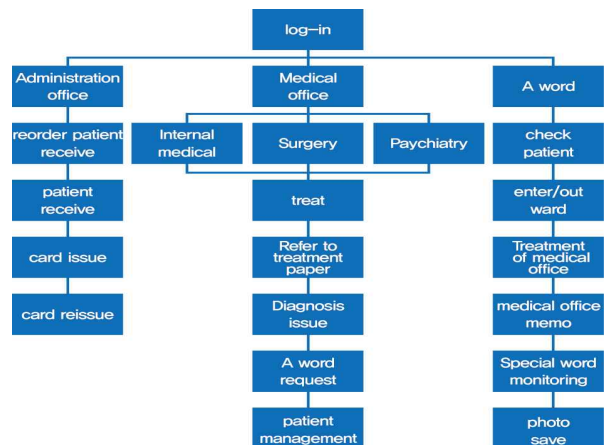 log-in
Administration
office
Medical
office
A word
reorder patient
receive
Internal
medical
Surgery
Paychiatry
check
patient
patient
receive
treat
enter/out
ward
card issue
Refer to
treatment
paper
Treatment
of medical
office
card reissue
Diagnosis
issue
medical office
memo
A word
request
Special word
monitoring
patient
management
photo
save